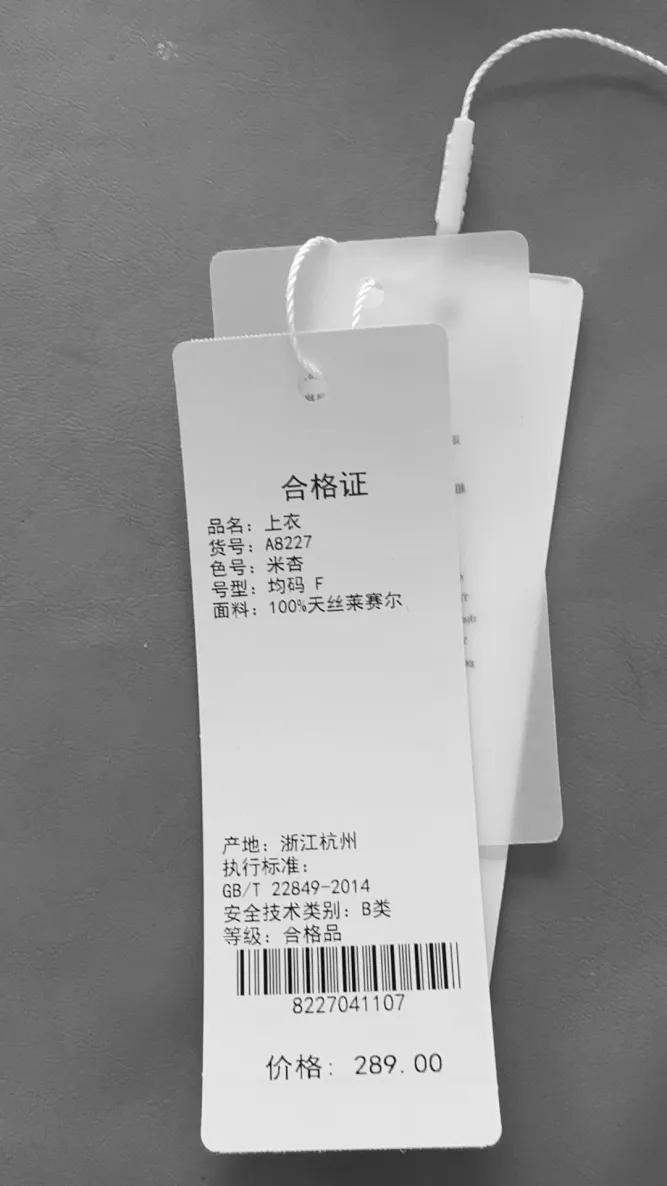 合格证
品名：上衣
货号：A8227
色号：米杏
号型：均码 F
面料：100%天丝莱赛尔
产地：浙江杭州
执行标准：
GB/T 22849-2014
安全技术类别：B类
等级：合格品
8227041107
价格：289.00